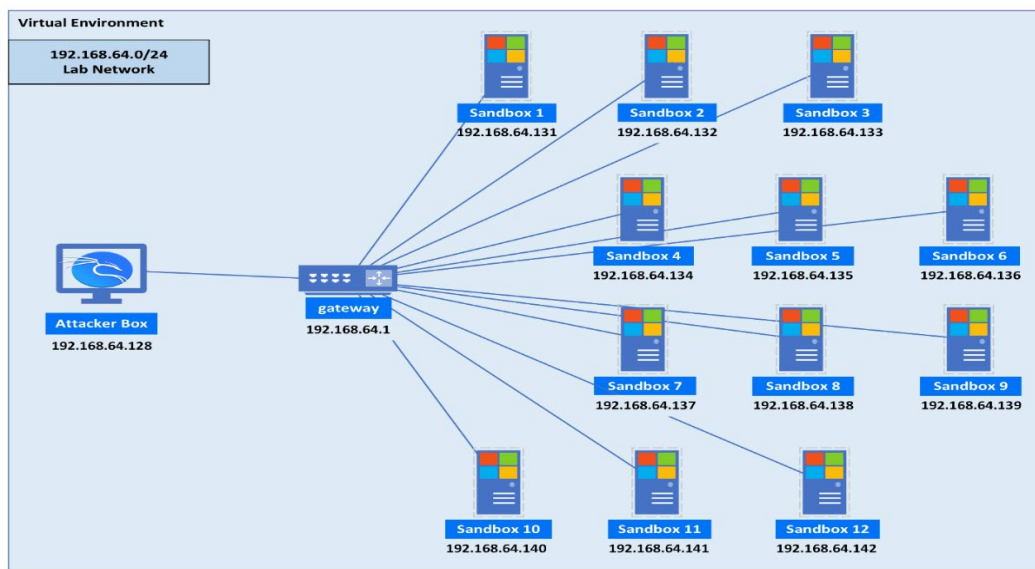 Virtual Environment
192.168.64.0/24
Lab Network
Sandbox 1
192.168.64.131
Sandbox 2
192.168.64.132
Sandbox 3
192.168.64.133
Sandbox 4
192.168.64.134
Sandbox 5
192.168.64.135
Sandbox 6
192.168.64.136
Attacker Box
192.168.64.128
gateway
192.168.64.1
Sandbox 7
192.168.64.137
Sandbox 8
192.168.64.138
Sandbox 9
192.168.64.139
Sandbox 10
192.168.64.140
Sandbox 11
192.168.64.141
Sandbox 12
192.168.64.142